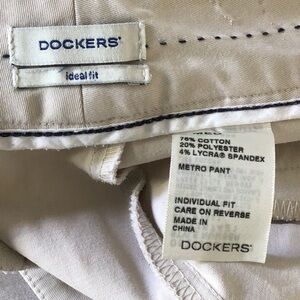 DOCKERS®
ideal fit
76% COTTON
20% POLYESTER
4% LYCRA® SPANDEX
METRO PANT
INDIVIDUAL FIT
CARE ON REVERSE
MADE IN
CHINA
DOCKERS®